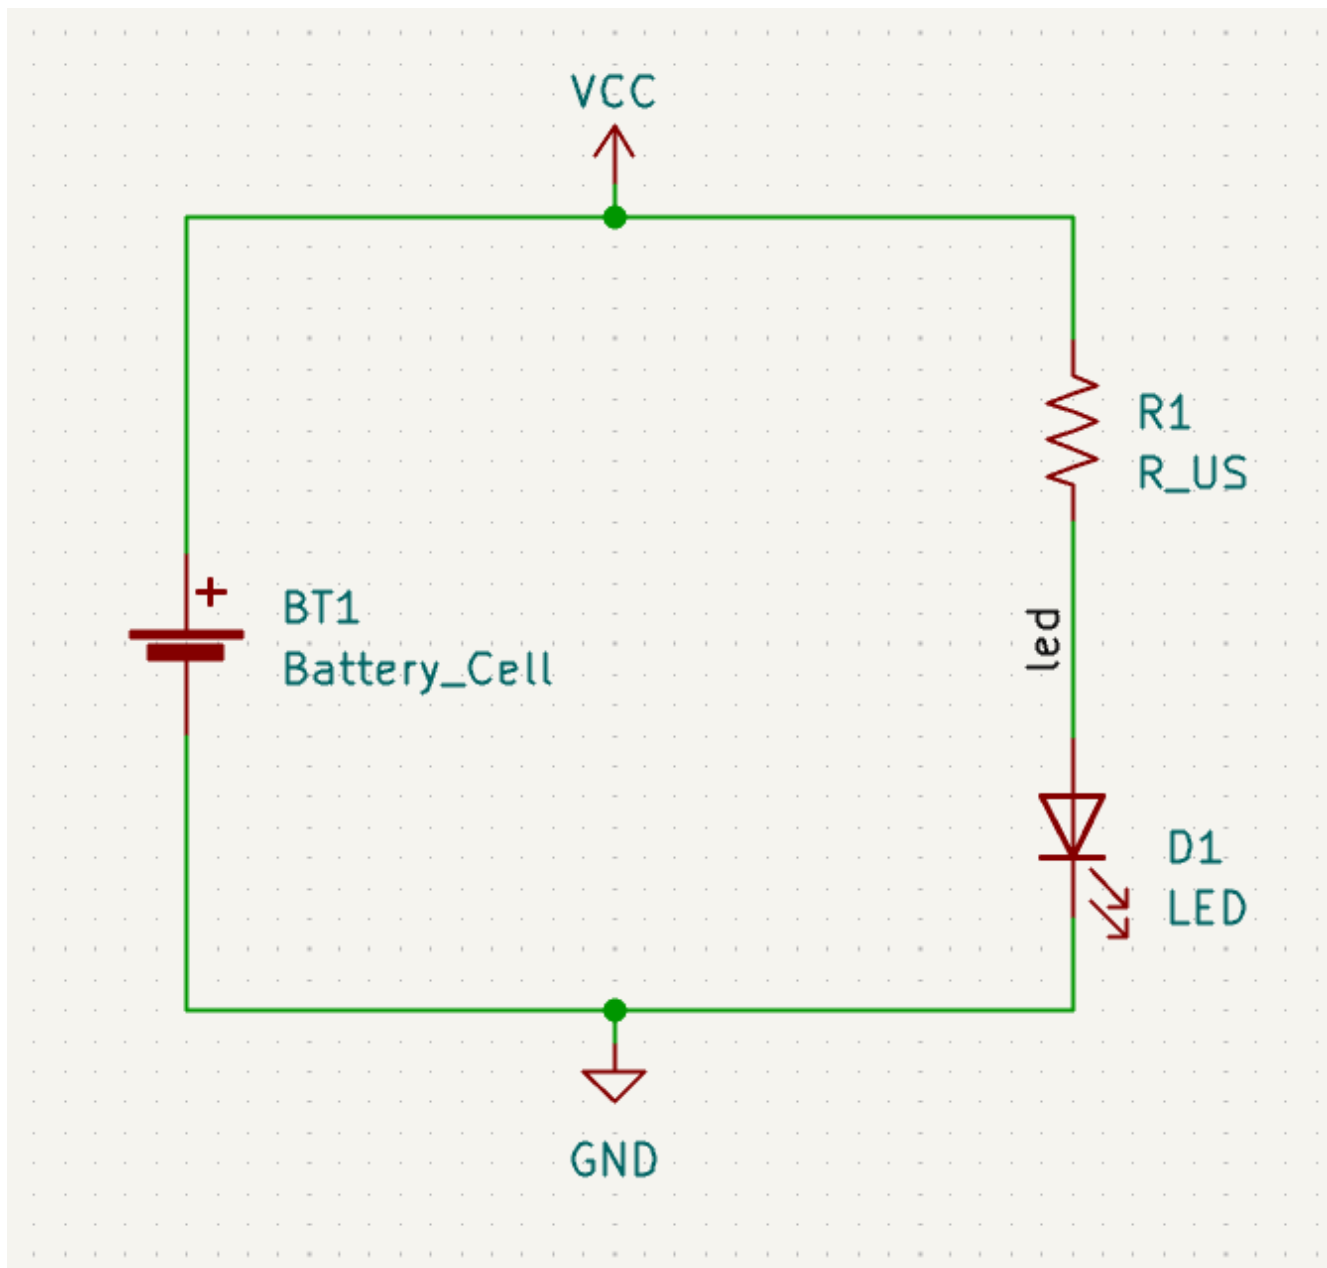 VCC
R1
R_US
BT1
Battery_Cell
led
D1
LED
GND